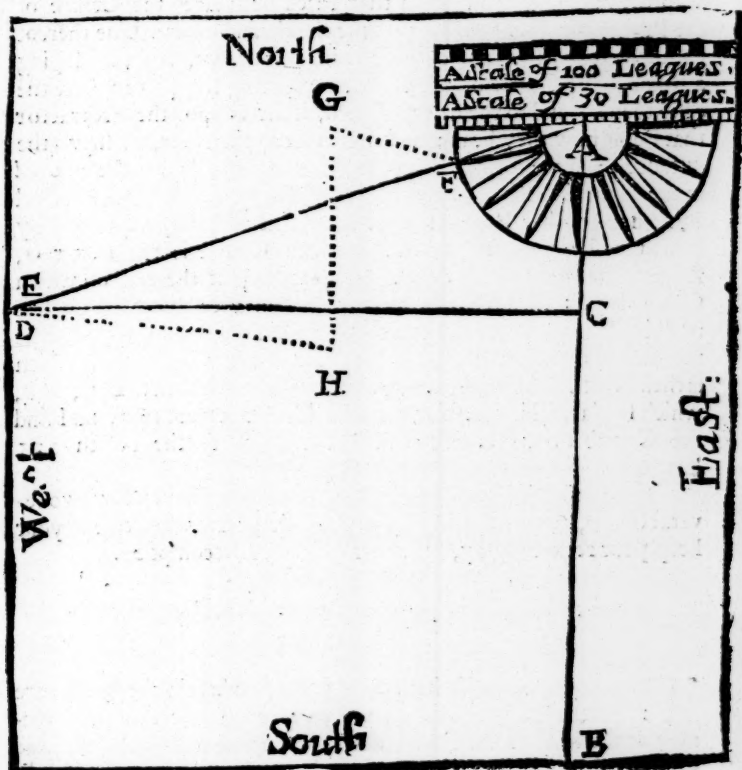 North
A Scale of 100 Leagues.
A Scale of 30 Leagues.
G
A
E
E
D
C
H
Weſt
Eaſt:
South
B